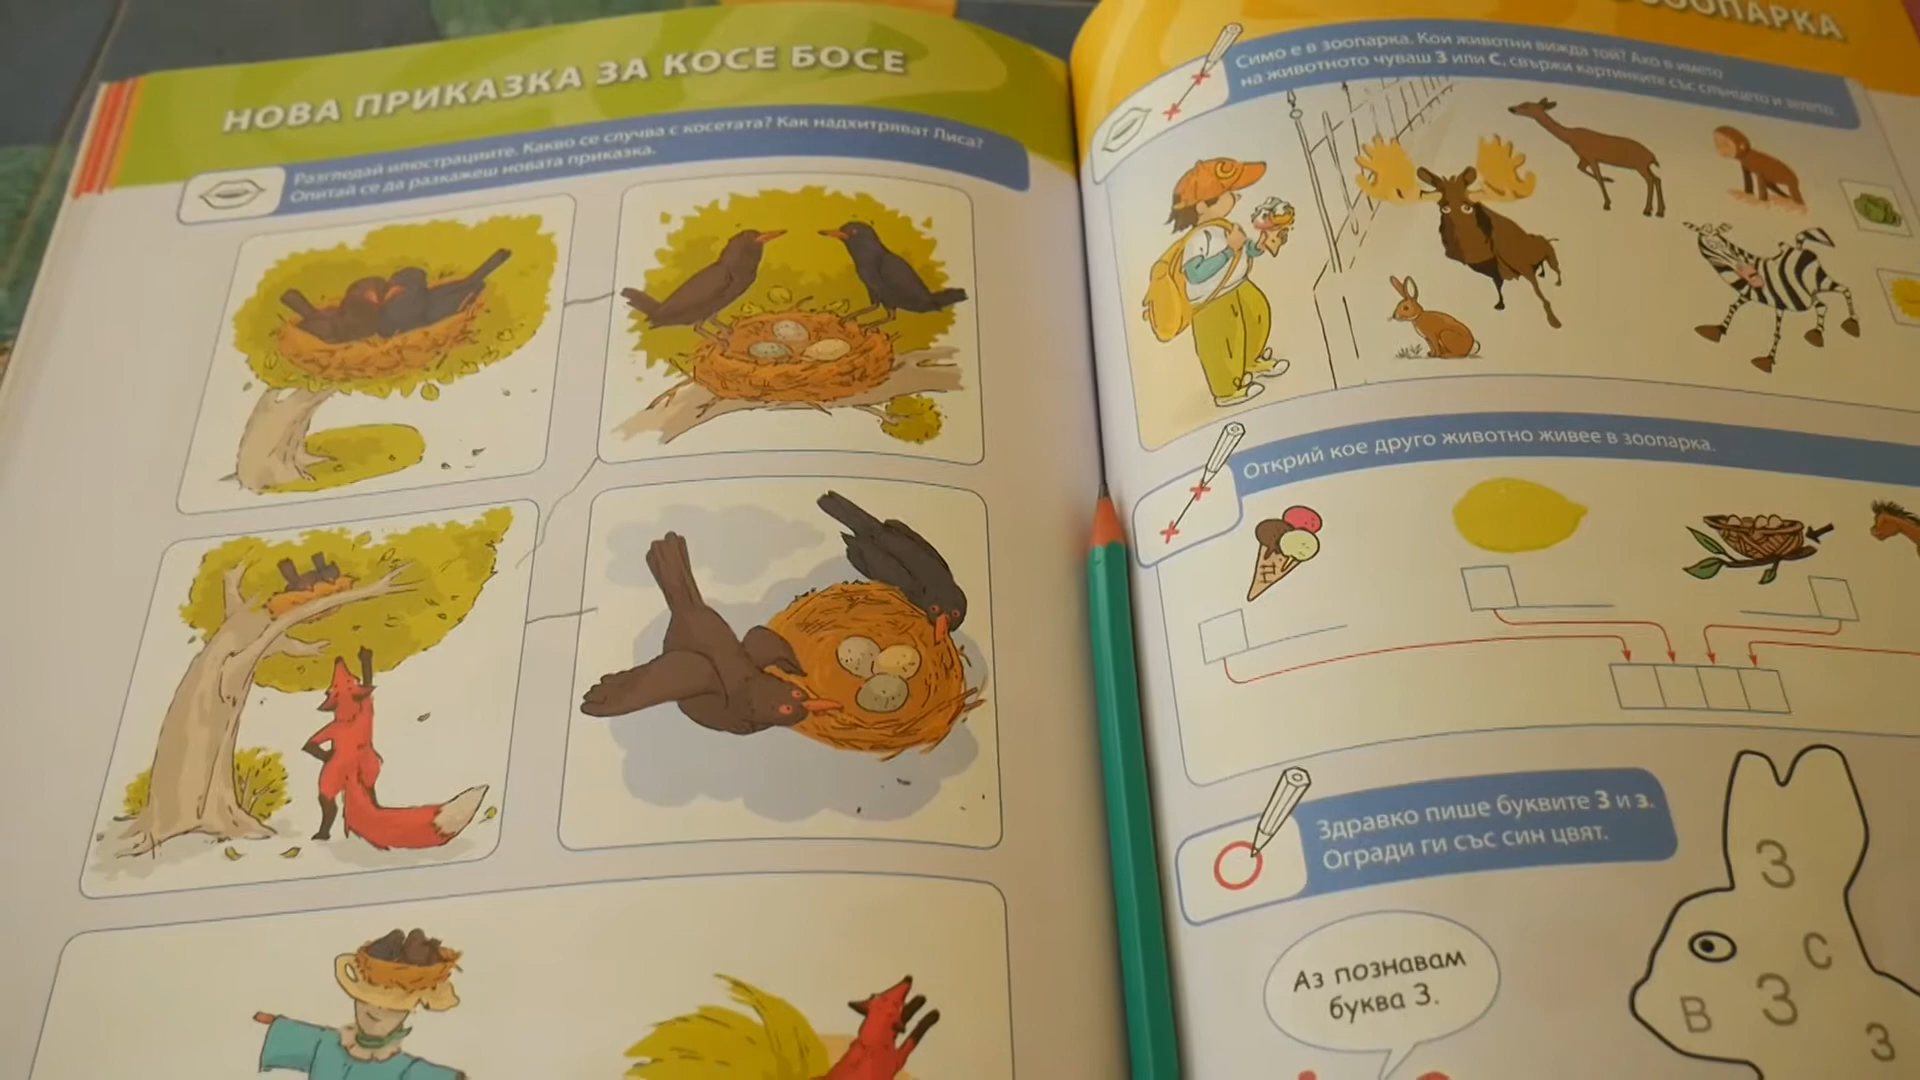 НОВА ПРИКАЗКА ЗА КОСЕ БОСЕ
Разгледай илюстрациите. Какво се случва с косетата? Как надхитряват Лиса?
Опитай се да разкажеш новата приказка.
ЗООПАРКА
Симо е в зоопарка. Кои животни вижда той? Ако в името
на животното чуваш З или С, свържи картинките със слънцето и зелето.
Открий кое друго животно живее в зоопарка.
Здравко пише буквите З и з.
Огради ги със син цвят.
Аз познавам
буква З.
З
С
В
З
З